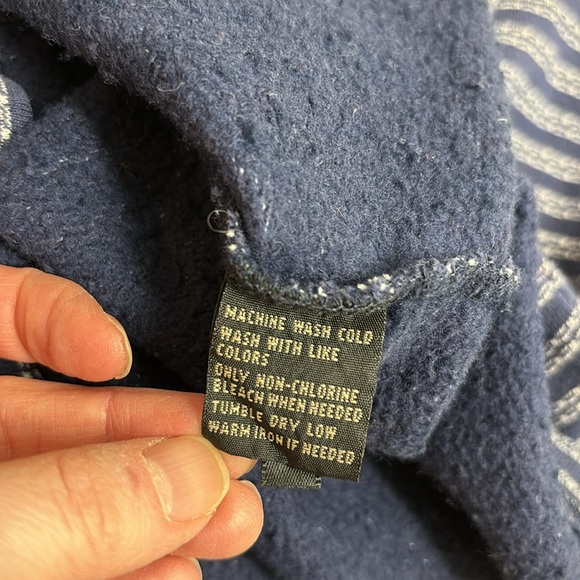 MACHINE WASH COLD
WASH WITH LIKE
COLORS
ONLY NON-CHLORINE
BLEACH WHEN NEEDED
TUMBLE DRY LOW
WARM IRON IF NEEDED